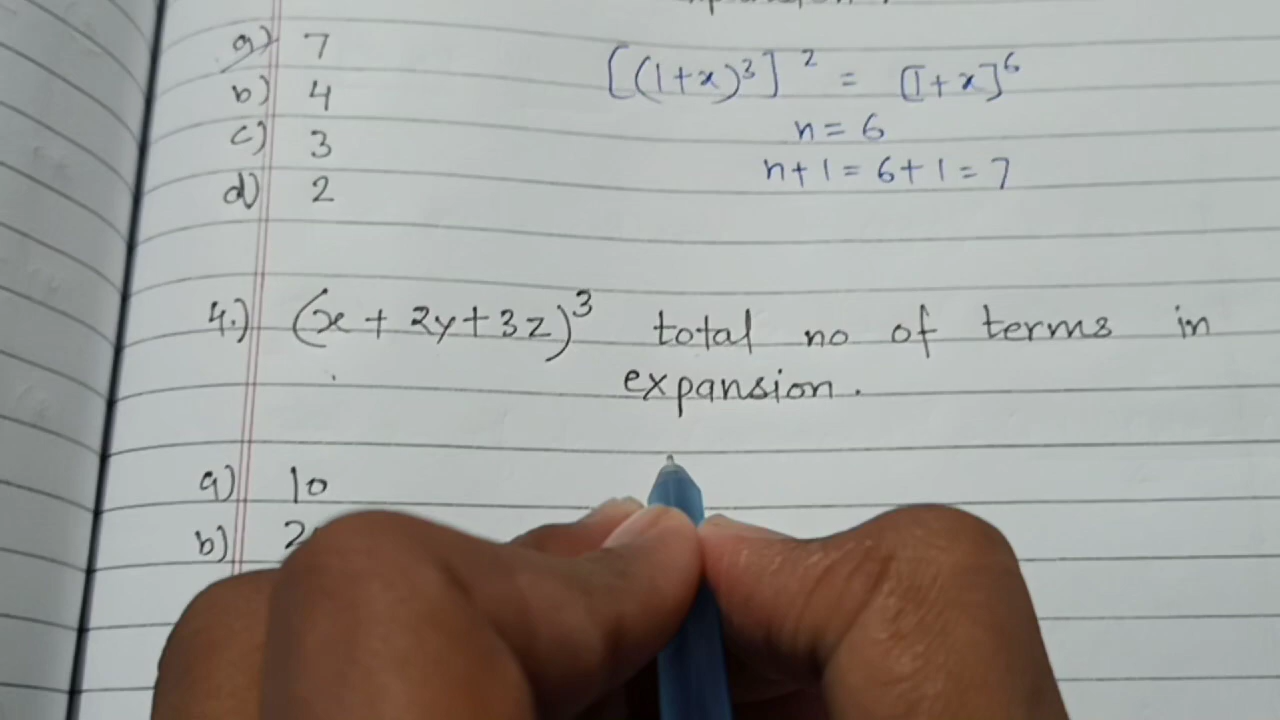 a) 7
b) 4
c) 3
d) 2
[(1+x)³]² = [1+x]⁶
n = 6
n+1 = 6+1 = 7
4.) (x + 2y+3z)³ total no of terms in
expansion.
a) 10
b)